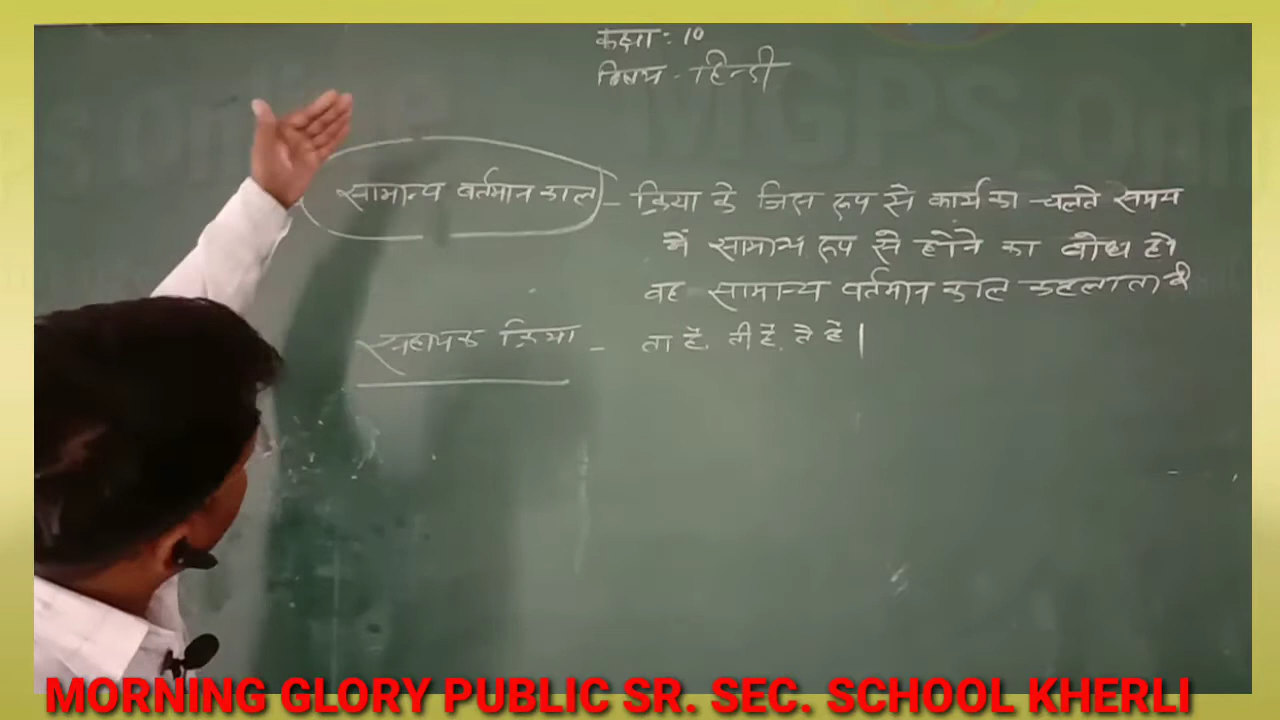 कक्षा : 10
विषय - हिन्दी
सामान्य वर्तमान काल - क्रिया के जिस रूप से कार्य का चलते समय
में सामान्य रूप से होने का बोध हो
वह सामान्य वर्तमान काल कहलाता है
सहायक क्रिया - ता है, ती है, ते है।
MORNING GLORY PUBLIC SR. SEC. SCHOOL KHERLI